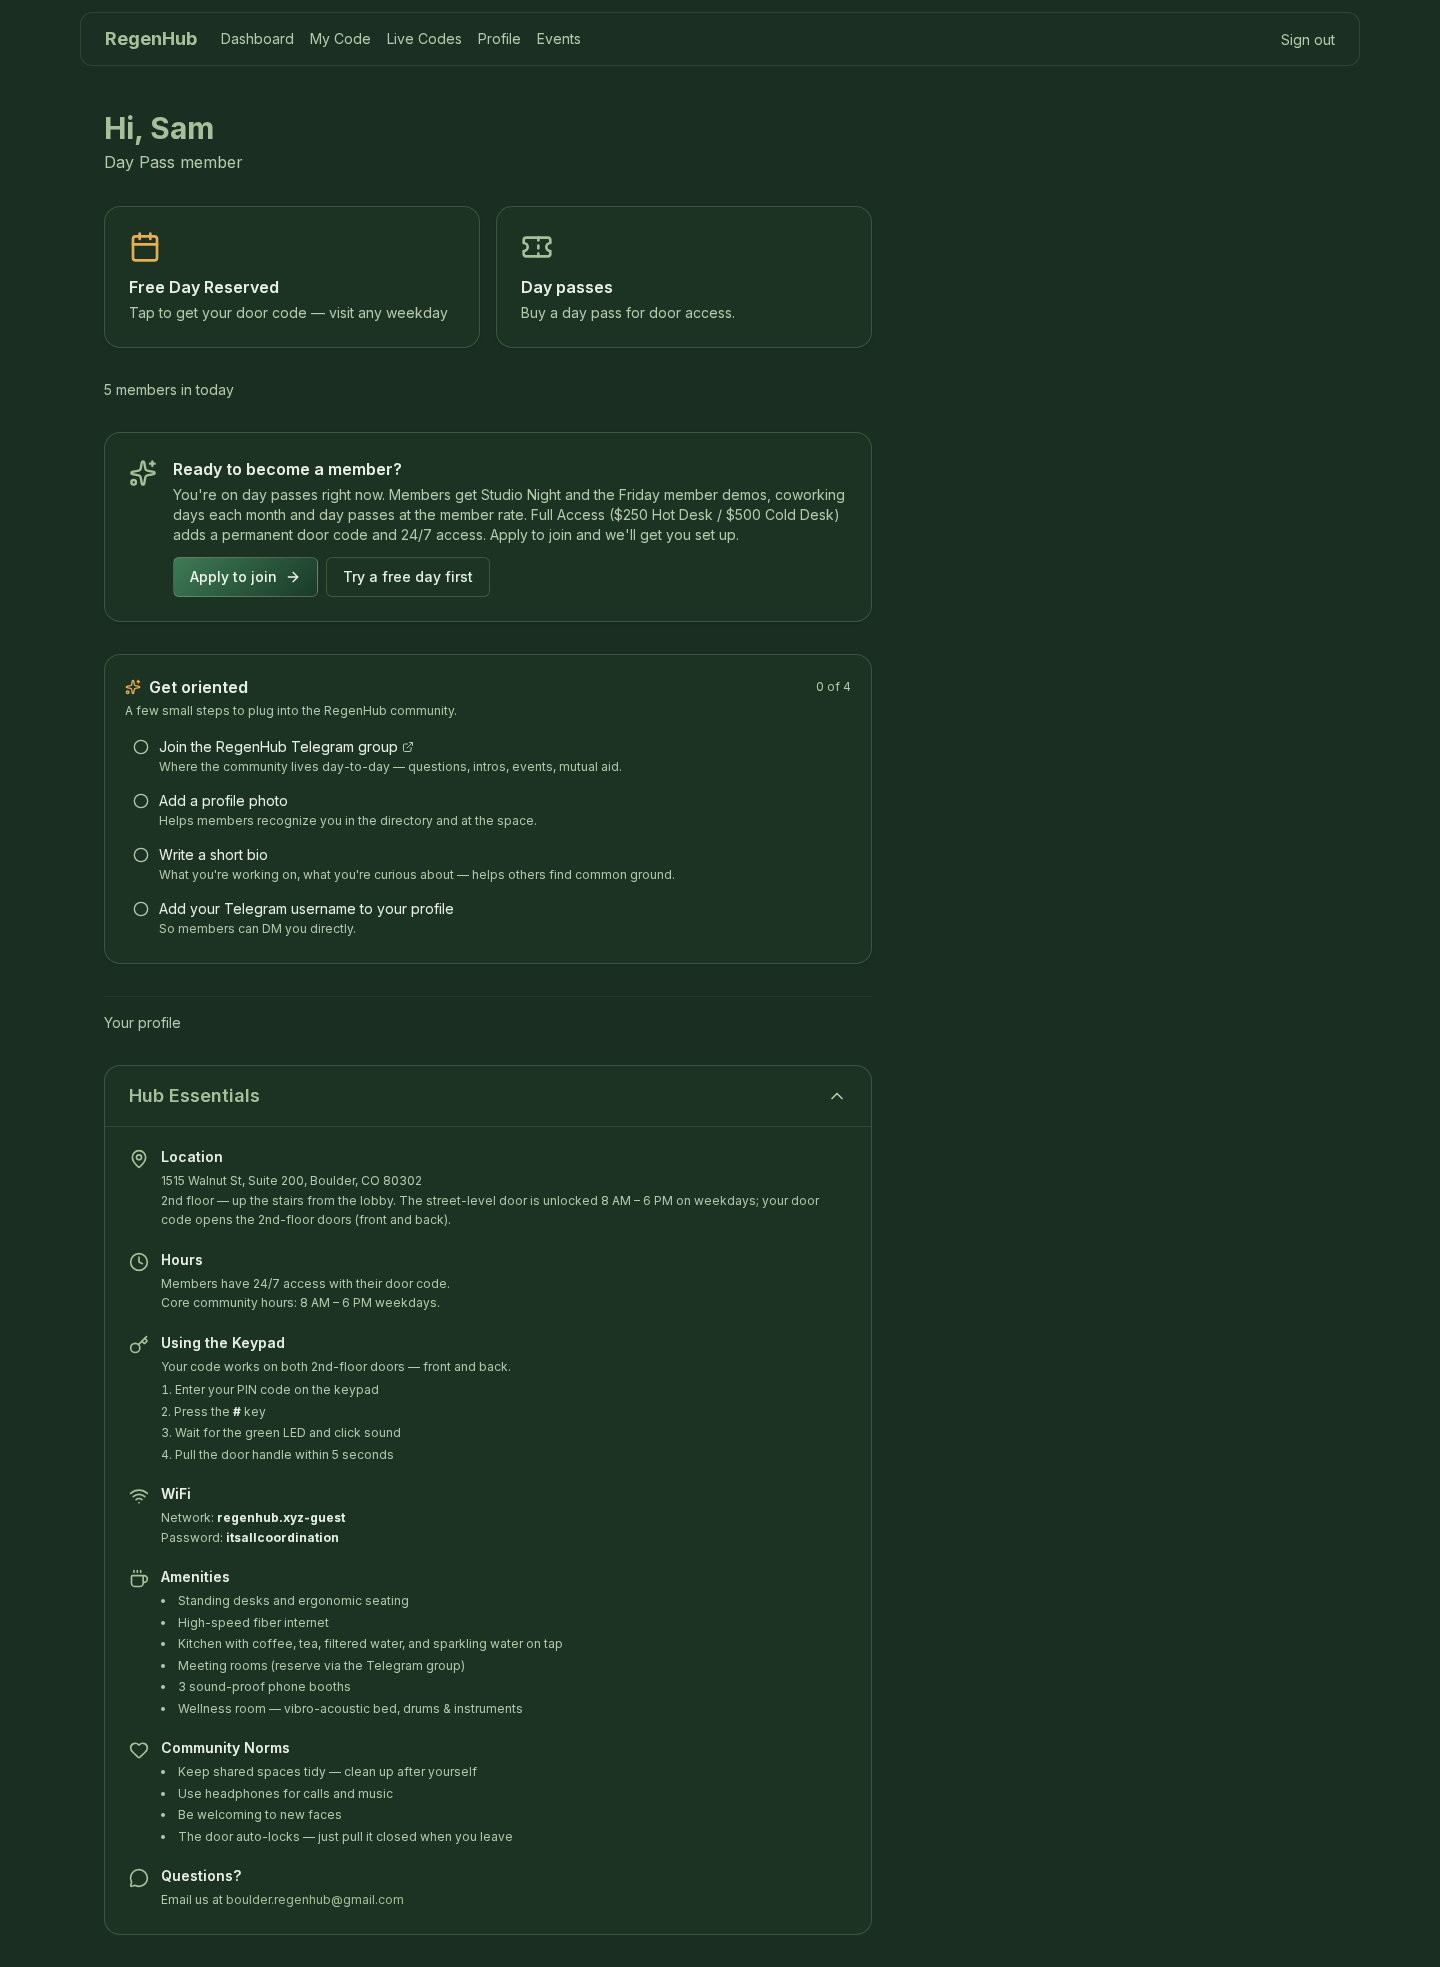 RegenHub Dashboard My Code Live Codes Profile Events Sign out
Hi, Sam
Day Pass member
Free Day Reserved
Tap to get your door code — visit any weekday
Day passes
Buy a day pass for door access.
5 members in today
Ready to become a member?
You're on day passes right now. Members get Studio Night and the Friday member demos, coworking
days each month and day passes at the member rate. Full Access ($250 Hot Desk / $500 Cold Desk)
adds a permanent door code and 24/7 access. Apply to join and we'll get you set up.
Apply to join Try a free day first
Get oriented 0 of 4
A few small steps to plug into the RegenHub community.
Join the RegenHub Telegram group
Where the community lives day-to-day — questions, intros, events, mutual aid.
Add a profile photo
Helps members recognize you in the directory and at the space.
Write a short bio
What you're working on, what you're curious about — helps others find common ground.
Add your Telegram username to your profile
So members can DM you directly.
Your profile
Hub Essentials
Location
1515 Walnut St, Suite 200, Boulder, CO 80302
2nd floor — up the stairs from the lobby. The street-level door is unlocked 8 AM – 6 PM on weekdays; your door
code opens the 2nd-floor doors (front and back).
Hours
Members have 24/7 access with their door code.
Core community hours: 8 AM – 6 PM weekdays.
Using the Keypad
Your code works on both 2nd-floor doors — front and back.
1. Enter your PIN code on the keypad
2. Press the # key
3. Wait for the green LED and click sound
4. Pull the door handle within 5 seconds
WiFi
Network: regenhub.xyz-guest
Password: itsallcoordination
Amenities
• Standing desks and ergonomic seating
• High-speed fiber internet
• Kitchen with coffee, tea, filtered water, and sparkling water on tap
• Meeting rooms (reserve via the Telegram group)
• 3 sound-proof phone booths
• Wellness room — vibro-acoustic bed, drums & instruments
Community Norms
• Keep shared spaces tidy — clean up after yourself
• Use headphones for calls and music
• Be welcoming to new faces
• The door auto-locks — just pull it closed when you leave
Questions?
Email us at boulder.regenhub@gmail.com